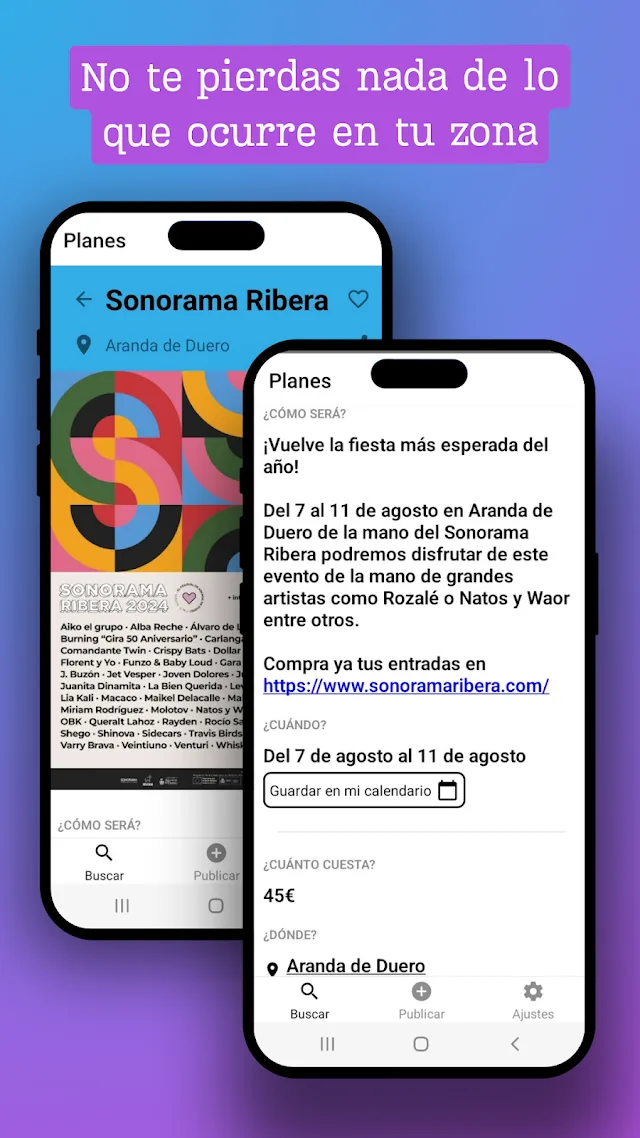 No te pierdas nada de lo
que ocurre en tu zona
Planes
Sonorama Ribera
Aranda de Duero
SONORAMA
RIBERA 2024
Aiko el grupo · Alba Reche · Álvaro de
Burning "Gira 50 Aniversario" ·
Comandante Twin · Crispy Bats · Dollar
Florent y Yo · Funzo & Baby Loud · Gara
J. Buzón · Jet Vesper · Joven Dolores ·
Juanita Dinamita · La Bien Querida ·
Lia Kali · Macaco · Maikel Delacalle ·
Miriam Rodríguez · Molotov · Natos y W
OBK · Queralt Lahoz · Rayden · Rocío
Shego · Shinova · Sidecars · Travis Birds
Varry Brava · Veintiuno · Venturi ·
¿CÓMO SERÁ?
Buscar
Publicar
Planes
¿CÓMO SERÁ?
¡Vuelve la fiesta más esperada del
año!
Del 7 al 11 de agosto en Aranda de
Duero de la mano del Sonorama
Ribera podremos disfrutar de este
evento de la mano de grandes
artistas como Rozalé o Natos y Waor
entre otros.
Compra ya tus entradas en
https://www.sonoramaribera.com/
¿CUÁNDO?
Del 7 de agosto al 11 de agosto
Guardar en mi calendario
¿CUÁNTO CUESTA?
45€
¿DÓNDE?
Aranda de Duero
Buscar
Publicar
Ajustes